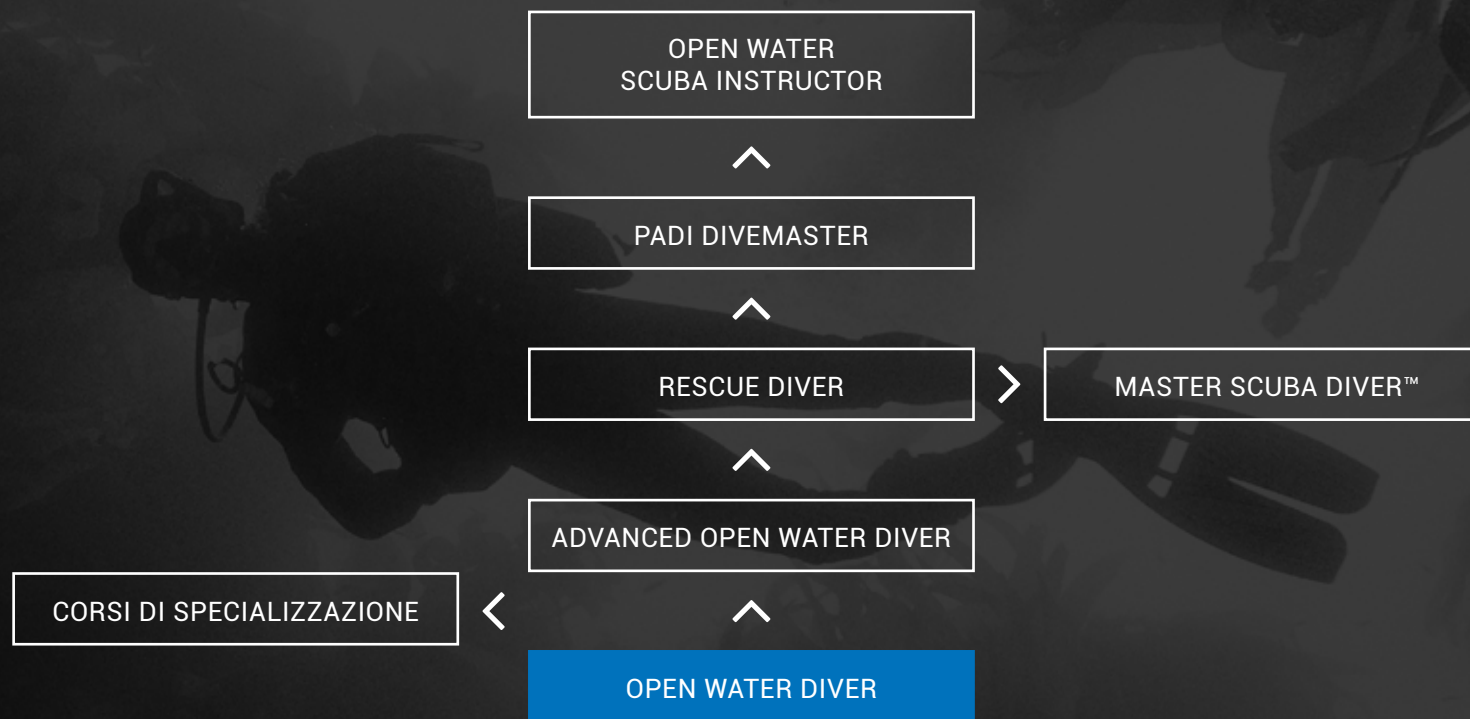 OPEN WATER
SCUBA INSTRUCTOR
PADI DIVEMASTER
RESCUE DIVER
MASTER SCUBA DIVER™
ADVANCED OPEN WATER DIVER
CORSI DI SPECIALIZZAZIONE
OPEN WATER DIVER